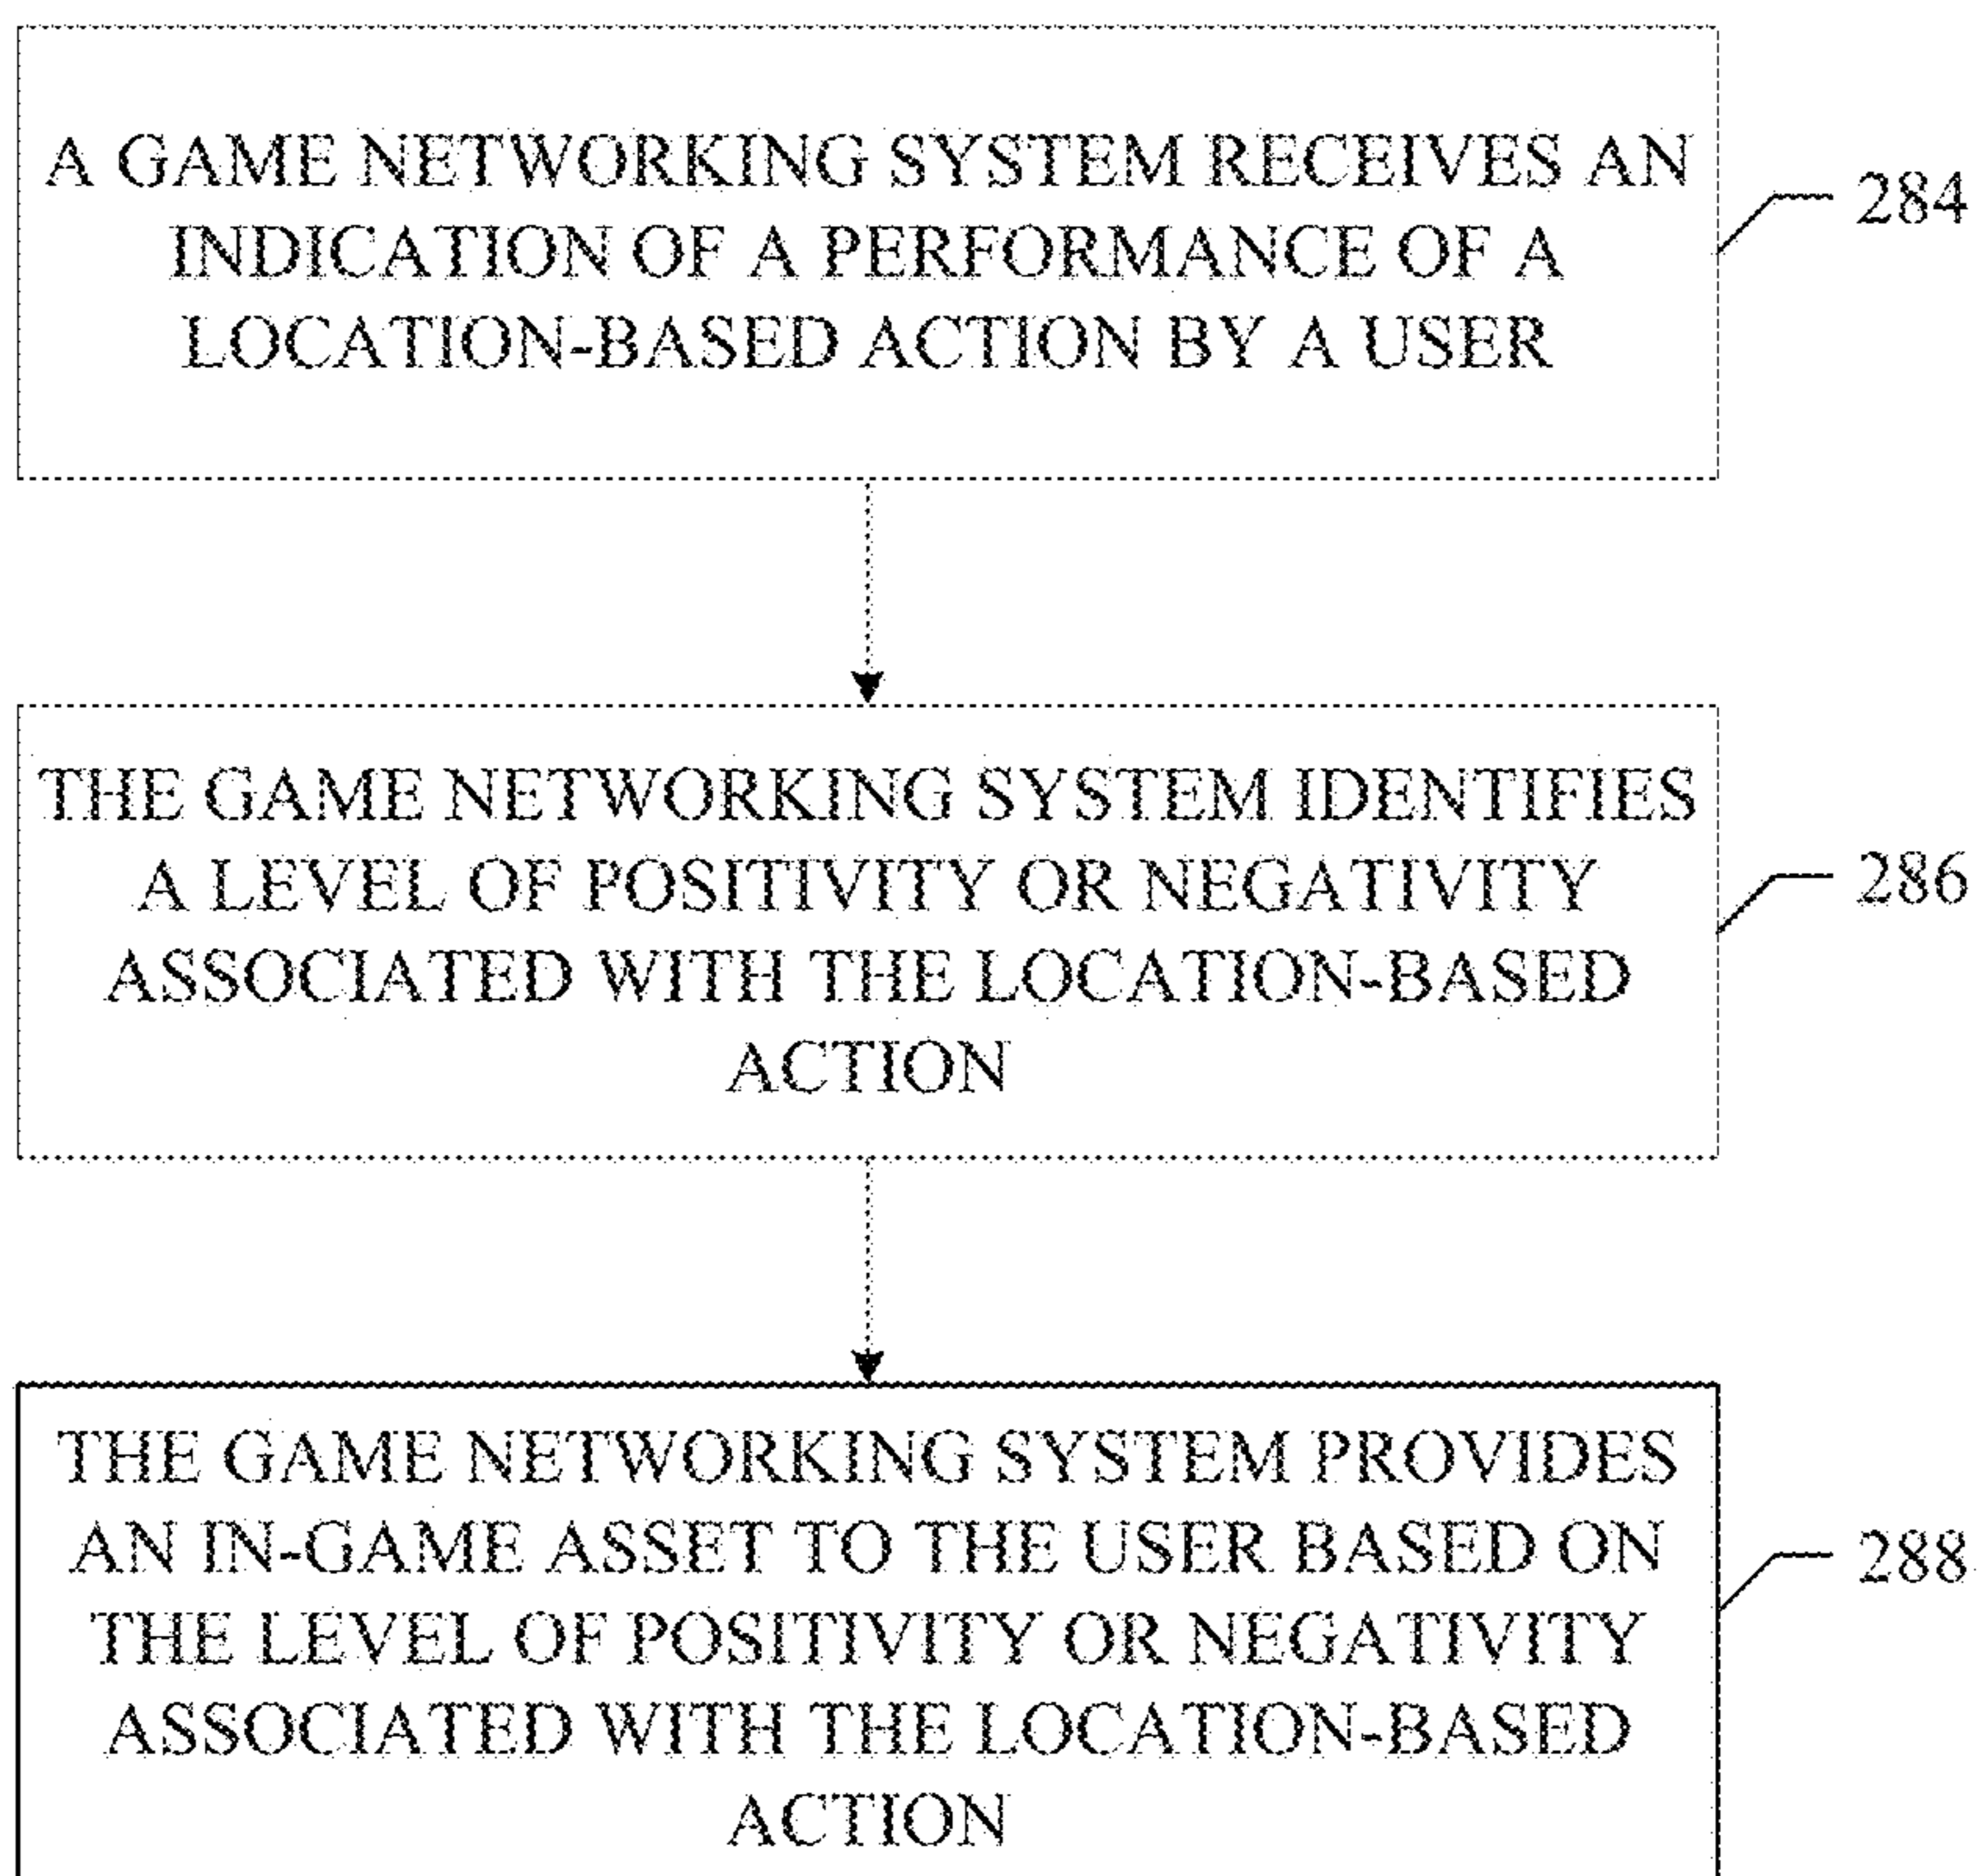 A GAME NETWORKING SYSTEM RECEIVES AN
INDICATION OF A PERFORMANCE OF A
LOCATION-BASED ACTION BY A USER
284
THE GAME NETWORKING SYSTEM IDENTIFIES
A LEVEL OF POSITIVITY OR NEGATIVITY
ASSOCIATED WITH THE LOCATION-BASED
ACTION
286
THE GAME NETWORKING SYSTEM PROVIDES
AN IN-GAME ASSET TO THE USER BASED ON
THE LEVEL OF POSITIVITY OR NEGATIVITY
ASSOCIATED WITH THE LOCATION-BASED
ACTION
288